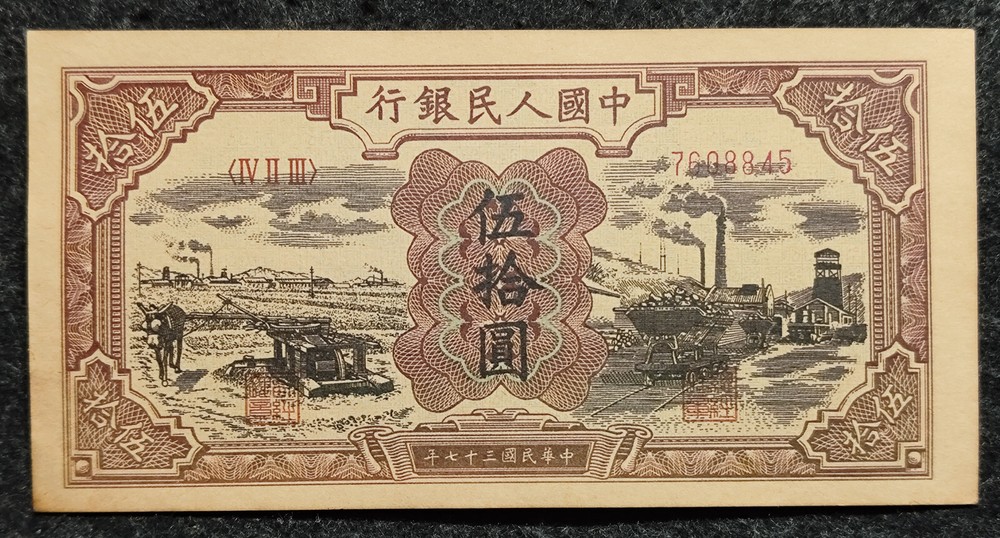 中國人民銀行
伍拾
伍拾
〈IV II III〉
7608845
伍拾圓
伍拾
伍拾
中華民國三十七年